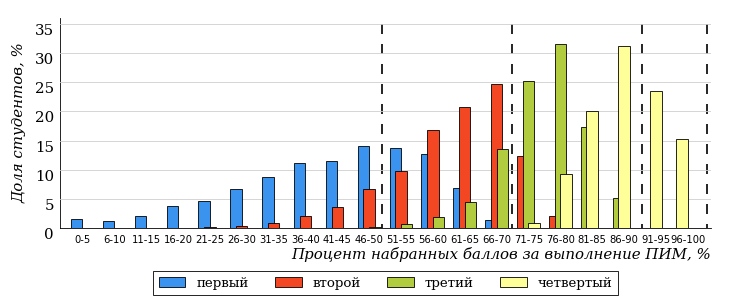 35
30
25
20
15
10
5
0
Доля студентов, %
0-5 6-10 11-15 16-20 21-25 26-30 31-35 36-40 41-45 46-50 51-55 56-60 61-65 66-70 71-75 76-80 81-85 86-90 91-95 96-100
Процент набранных баллов за выполнение ПИМ, %
первый второй третий четвертый